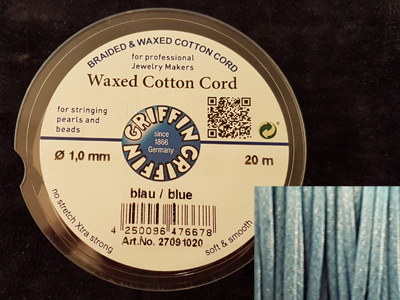 BRAIDED & WAXED COTTON CORD
for professional
Jewelry Makers
Waxed Cotton Cord
for stringing
pearls and
beads
GRIFFIN
since
1866
Germany
GRIFFIN
Ø 1,0 mm
20 m
blau / blue
4 250096 476678
Art.No. 27091020
no stretch Xtra strong
soft & smooth